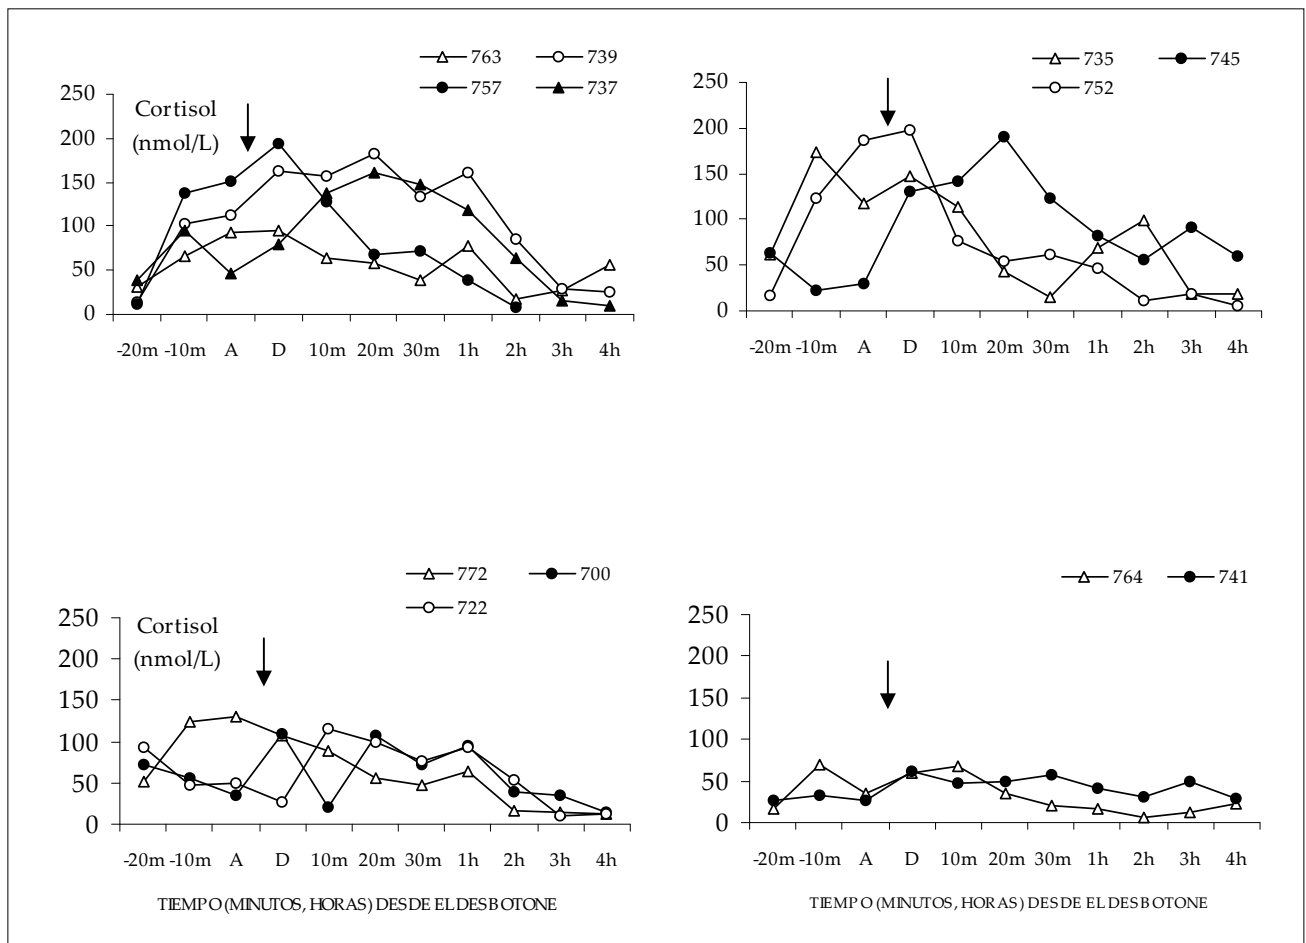 763 739
757 737
250 Cortisol
(nmol/L)
200
150
100
50
0
-20m -10m A D 10m 20m 30m 1h 2h 3h 4h
735 745
752
250
200
150
100
50
0
-20m -10m A D 10m 20m 30m 1h 2h 3h 4h
772 700
722
250 Cortisol
(nmol/L)
200
150
100
50
0
-20m -10m A D 10m 20m 30m 1h 2h 3h 4h
TIEMPO (MINUTOS, HORAS) DESDE EL DESBOTONE
764 741
250
200
150
100
50
0
-20m -10m A D 10m 20m 30m 1h 2h 3h 4h
TIEMPO (MINUTOS, HORAS) DESDE EL DESBOTONE